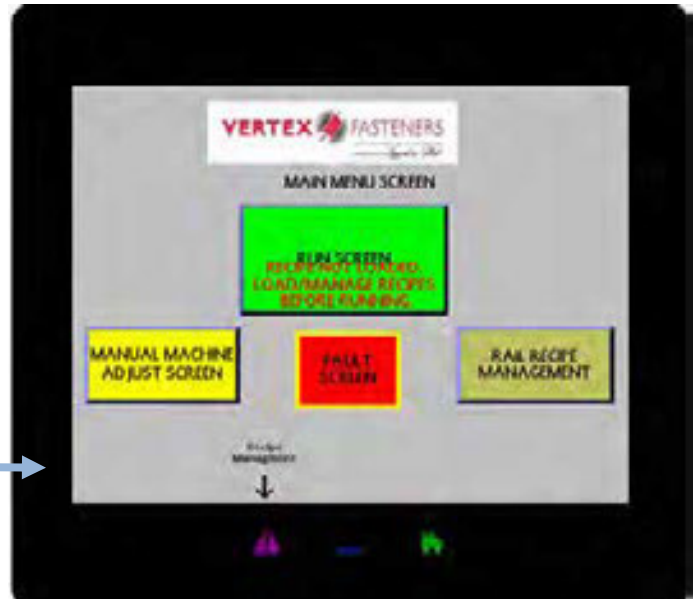 VERTEX FASTENERS
MAIN MENU SCREEN
RUN SCREEN
RECIPE NOT LOADED.
LOAD/MANAGE RECIPES
BEFORE RUNNING.
MANUAL MACHINE
ADJUST SCREEN
FAULT
SCREEN
RAIL RECIPE
MANAGEMENT
Management